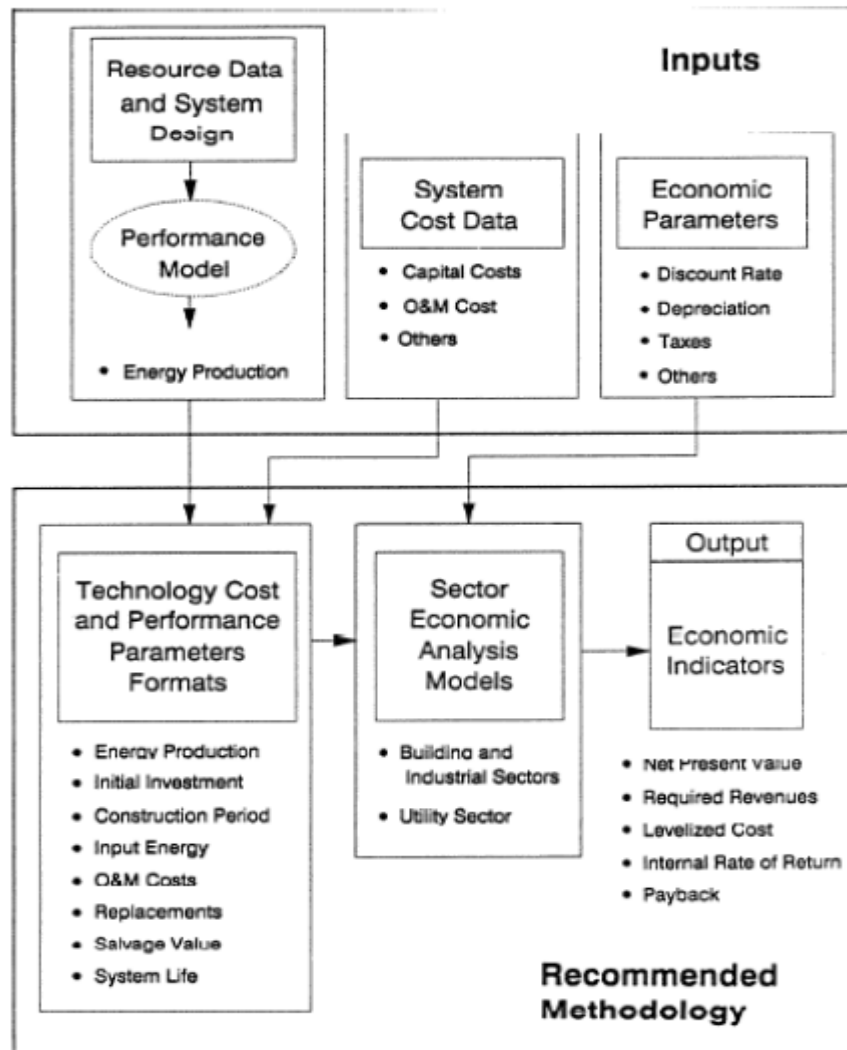 Inputs
Resource Data
and System
Design
Performance
Model
• Energy Production
System
Cost Data
• Capital Costs
• O&M Cost
• Others
Economic
Parameters
• Discount Rate
• Depreciation
• Taxes
• Others
Technology Cost
and Performance
Parameters
Formats
• Energy Production
• Initial Investment
• Construction Period
• Input Energy
• O&M Costs
• Replacements
• Salvage Value
• System Life
Sector
Economic
Analysis
Models
• Building and
Industrial Sectors
• Utility Sector
Output
Economic
Indicators
• Net Present Value
• Required Revenues
• Levelized Cost
• Internal Rate of Return
• Payback
Recommended
Methodology